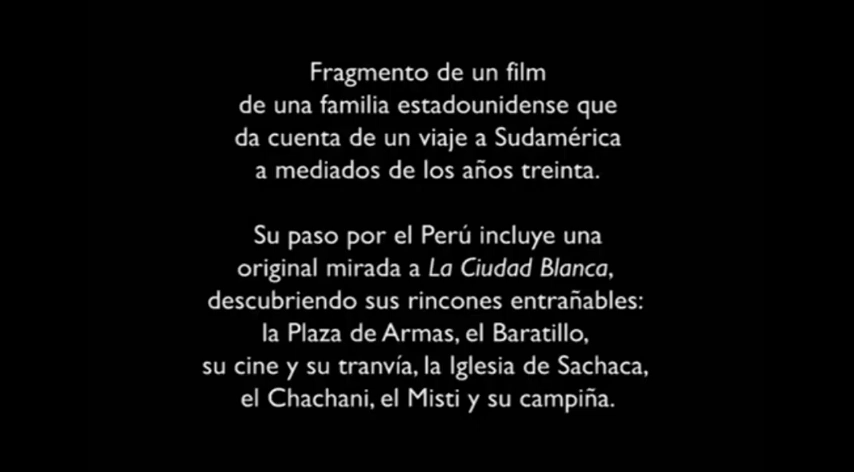 Fragmento de un film
de una familia estadounidense que
da cuenta de un viaje a Sudamérica
a mediados de los años treinta.
Su paso por el Perú incluye una
original mirada a La Ciudad Blanca,
descubriendo sus rincones entrañables:
la Plaza de Armas, el Baratillo,
su cine y su tranvía, la Iglesia de Sachaca,
el Chachani, el Misti y su campiña.